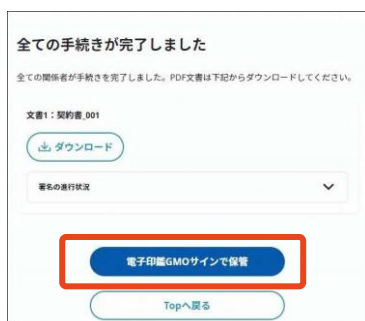 全ての手続きが完了しました
全ての関係者が手続きを完了しました。PDF文書は下記からダウンロードしてください。
文書1：契約書_001
ダウンロード
署名の進行状況
電子印鑑GMOサインで保管
Topへ戻る